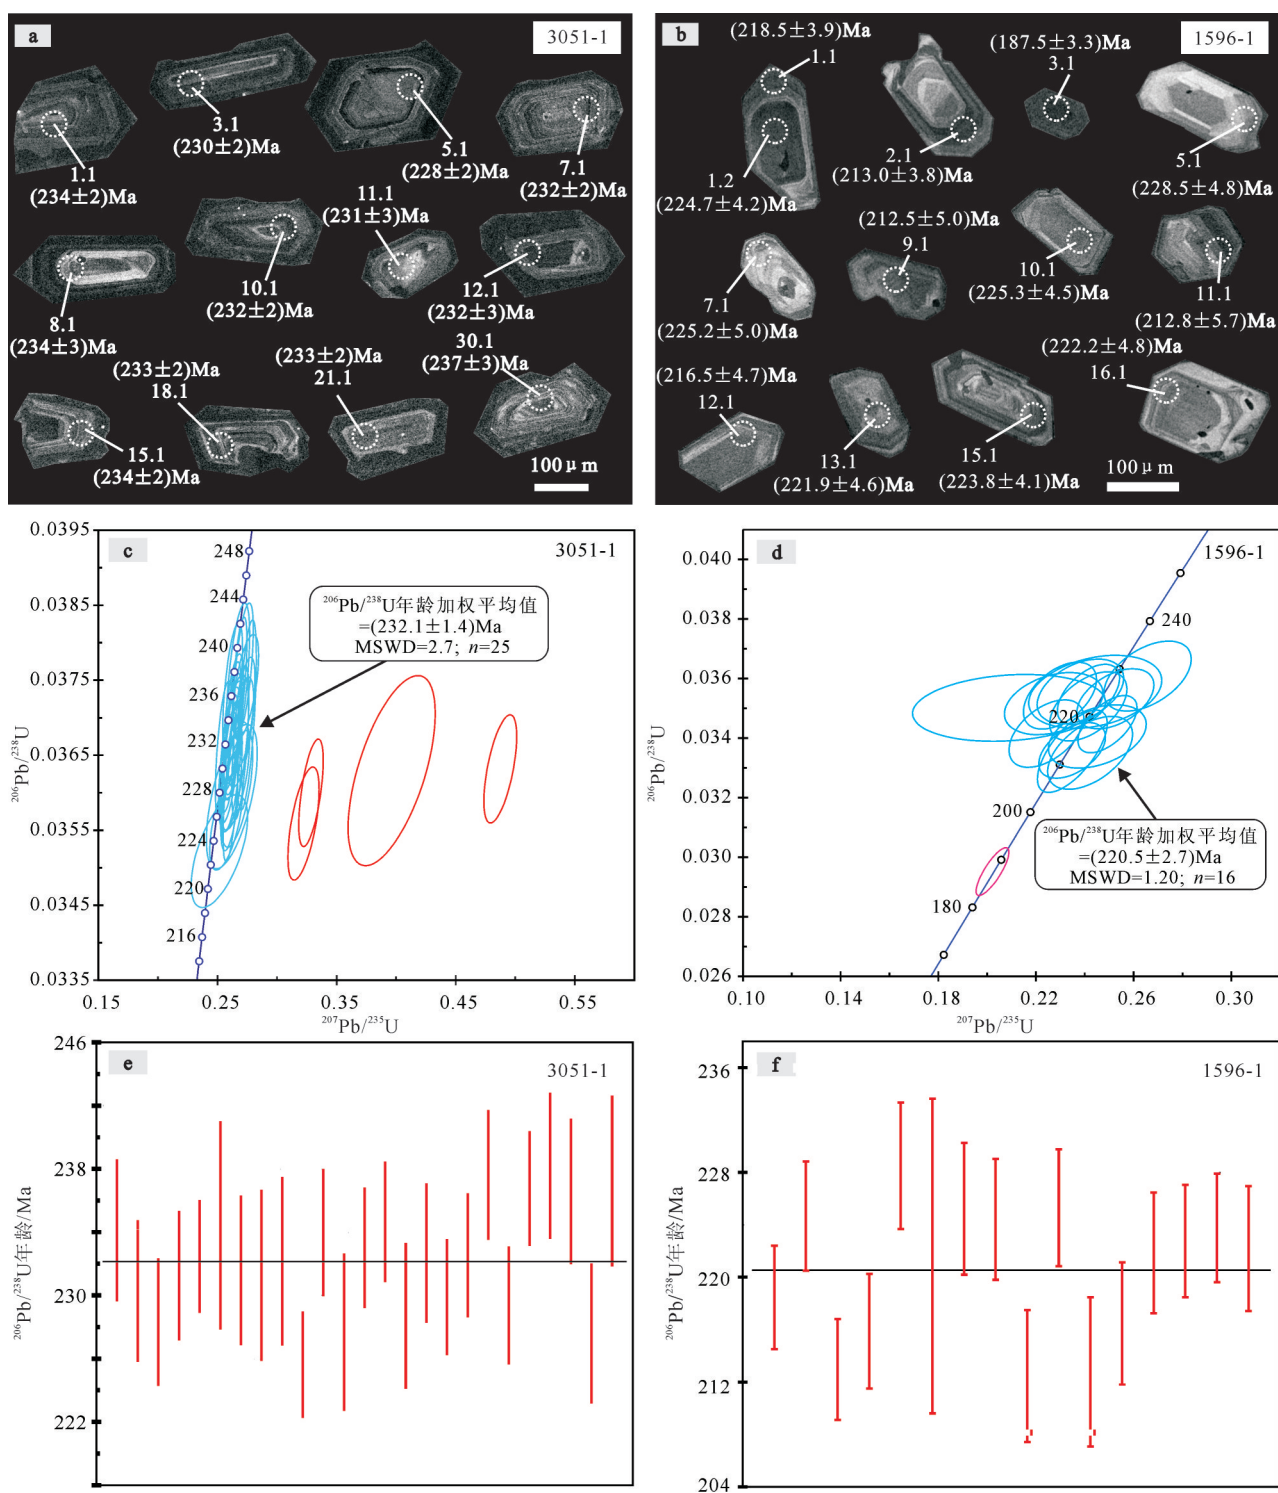 a
3051-1
3.1
(230±2)Ma
1.1
(234±2)Ma
5.1
(228±2)Ma
7.1
(232±2)Ma
11.1
(231±3)Ma
10.1
(232±2)Ma
12.1
(232±3)Ma
8.1
(234±3)Ma
30.1
(237±3)Ma
(233±2)Ma
18.1
(233±2)Ma
21.1
15.1
(234±2)Ma
100μm
b
1596-1
(218.5±3.9)Ma
1.1
(187.5±3.3)Ma
3.1
2.1
(213.0±3.8)Ma
5.1
(228.5±4.8)Ma
1.2
(224.7±4.2)Ma
(212.5±5.0)Ma
9.1
7.1
(225.2±5.0)Ma
10.1
(225.3±4.5)Ma
11.1
(212.8±5.7)Ma
(222.2±4.8)Ma
16.1
(216.5±4.7)Ma
12.1
13.1
(221.9±4.6)Ma
15.1
(223.8±4.1)Ma
100μm
c
3051-1
0.0395
0.0385
0.0375
0.0365
0.0355
0.0345
0.0335
²⁰⁶Pb/²³⁸U
248
244
240
236
232
228
224
220
216
²⁰⁶Pb/²³⁸U年龄加权平均值
=(232.1±1.4)Ma
MSWD=2.7; n=25
0.15 0.25 0.35 0.45 0.55
²⁰⁷Pb/²³⁵U
d
1596-1
0.040
0.038
0.036
0.034
0.032
0.030
0.028
0.026
²⁰⁶Pb/²³⁸U
240
220
200
180
²⁰⁶Pb/²³⁸U年龄加权平均值
=(220.5±2.7)Ma
MSWD=1.20; n=16
0.10 0.14 0.18 0.22 0.26 0.30
²⁰⁷Pb/²³⁵U
e
3051-1
246
238
230
222
²⁰⁶Pb/²³⁸U年龄/Ma
f
1596-1
236
228
220
212
204
²⁰⁶Pb/²³⁸U年龄/Ma